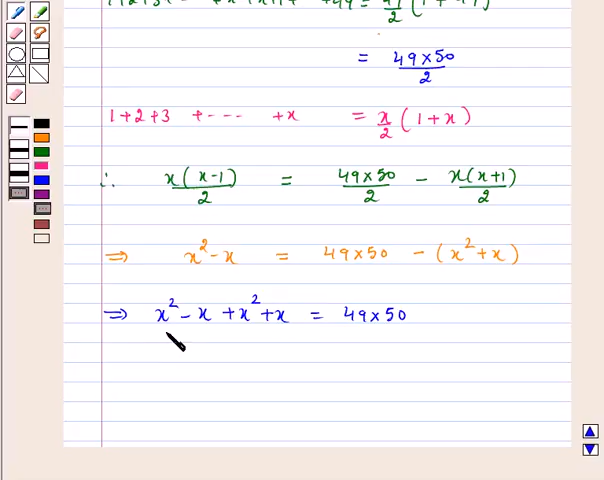 = 49×50/2
1+2+3 +---- +x = x/2 (1+x)
∴ x(x-1)/2 = 49×50/2 - x(x+1)/2
⇒ x²-x = 49×50 - (x²+x)
⇒ x²-x+x²+x = 49×50